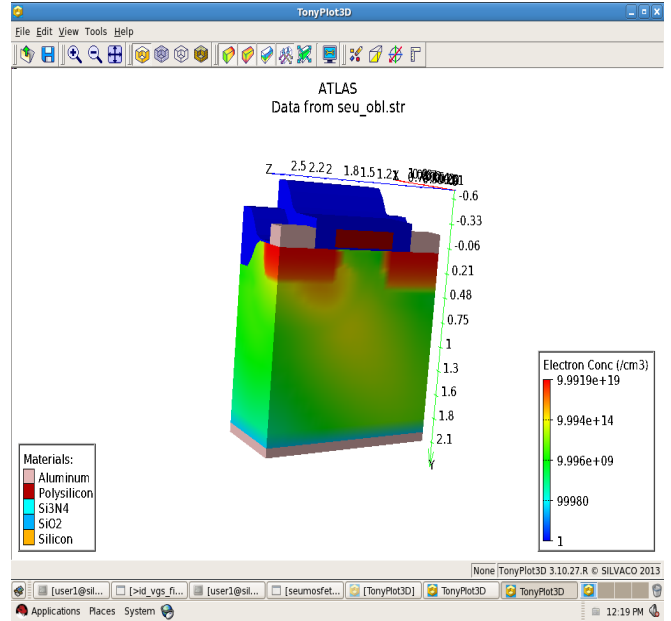 TonyPlot3D
File Edit View Tools Help
ATLAS
Data from seu_obl.str
Z 2.5 2.2 2 1.8 1.5 1.2 X
-0.6
-0.33
-0.06
0.21
0.48
0.75
1
1.3
1.6
1.8
2.1
Y
Electron Conc (/cm3)
9.9919e+19
9.994e+14
9.996e+09
99980
1
Materials:
Aluminum
Polysilicon
Si3N4
SiO2
Silicon
None TonyPlot3D 3.10.27.R © SILVACO 2013
[user1@sil... [>id_vgs_fi... [user1@sil... [seumosfet... [TonyPlot3D] TonyPlot3D TonyPlot3D
Applications Places System 12:19 PM